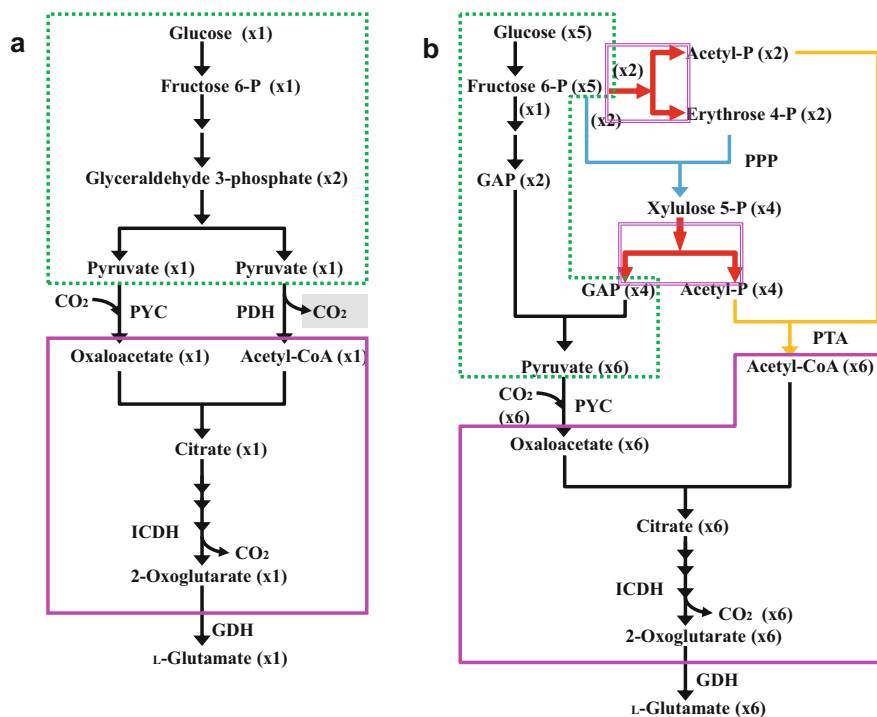 a
Glucose (x1)
Fructose 6-P (x1)
Glyceraldehyde 3-phosphate (x2)
Pyruvate (x1)
Pyruvate (x1)
CO2
PYC
PDH
CO2
Oxaloacetate (x1)
Acetyl-CoA (x1)
Citrate (x1)
ICDH
CO2
2-Oxoglutarate (x1)
GDH
L-Glutamate (x1)
b
Glucose (x5)
Fructose 6-P (x5)
(x2)
Acetyl-P (x2)
(x1)
(x2)
Erythrose 4-P (x2)
GAP (x2)
PPP
Xylulose 5-P (x4)
GAP (x4)
Acetyl-P (x4)
PTA
Pyruvate (x6)
Acetyl-CoA (x6)
CO2
(x6)
PYC
Oxaloacetate (x6)
Citrate (x6)
ICDH
CO2 (x6)
2-Oxoglutarate (x6)
GDH
L-Glutamate (x6)